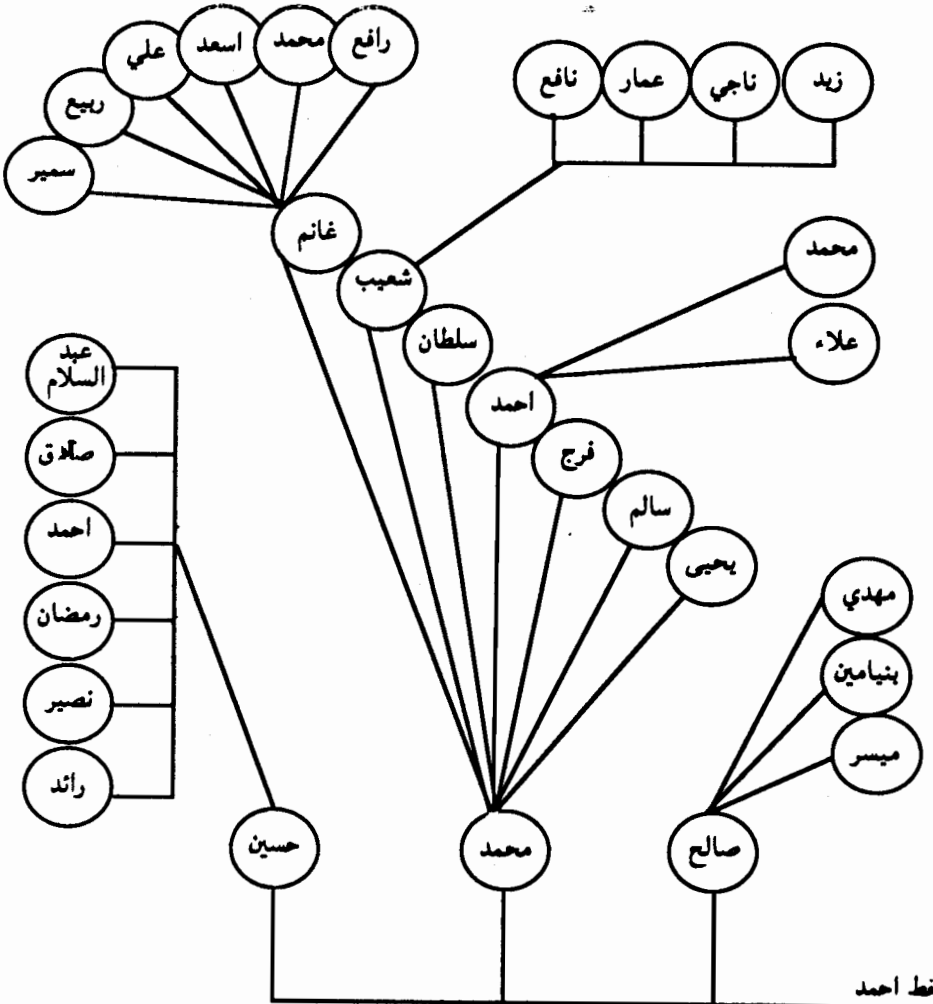 رافع
محمد
اسعد
علي
ربيع
سمير
زيد
ناجي
عمار
نافع
غانم
شعيب
سلطان
احمد
فرج
سالم
يحيى
محمد
علاء
عبد
السلام
احمد
رمضان
نصير
رائد
مهدي
بنيامين
ميسر
صالح
محمد
حسين
احمد